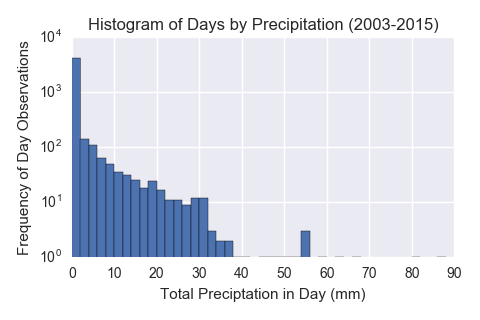 Histogram of Days by Precipitation (2003-2015)
Frequency of Day Observations
10^4
10^3
10^2
10^1
10^0
0 10 20 30 40 50 60 70 80 90
Total Preciptation in Day (mm)